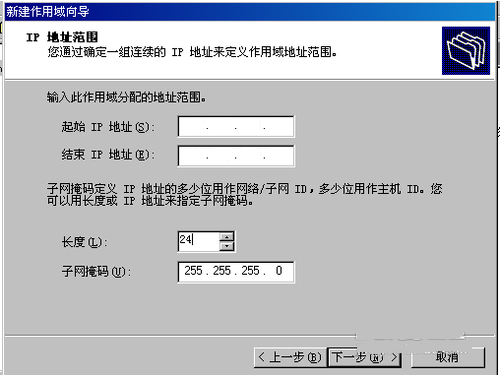 新建作用域向导
IP 地址范围
您通过确定一组连续的 IP 地址来定义作用域地址范围。
输入此作用域分配的地址范围。
起始 IP 地址(S):
. . .
结束 IP 地址(E):
. . .
子网掩码定义 IP 地址的多少位用作网络/子网 ID，多少位用作主机 ID。您
可以用长度或 IP 地址来指定子网掩码。
长度(L): 24
子网掩码(U): 255.255.255. 0
<上一步(B) 下一步(N)> 取消